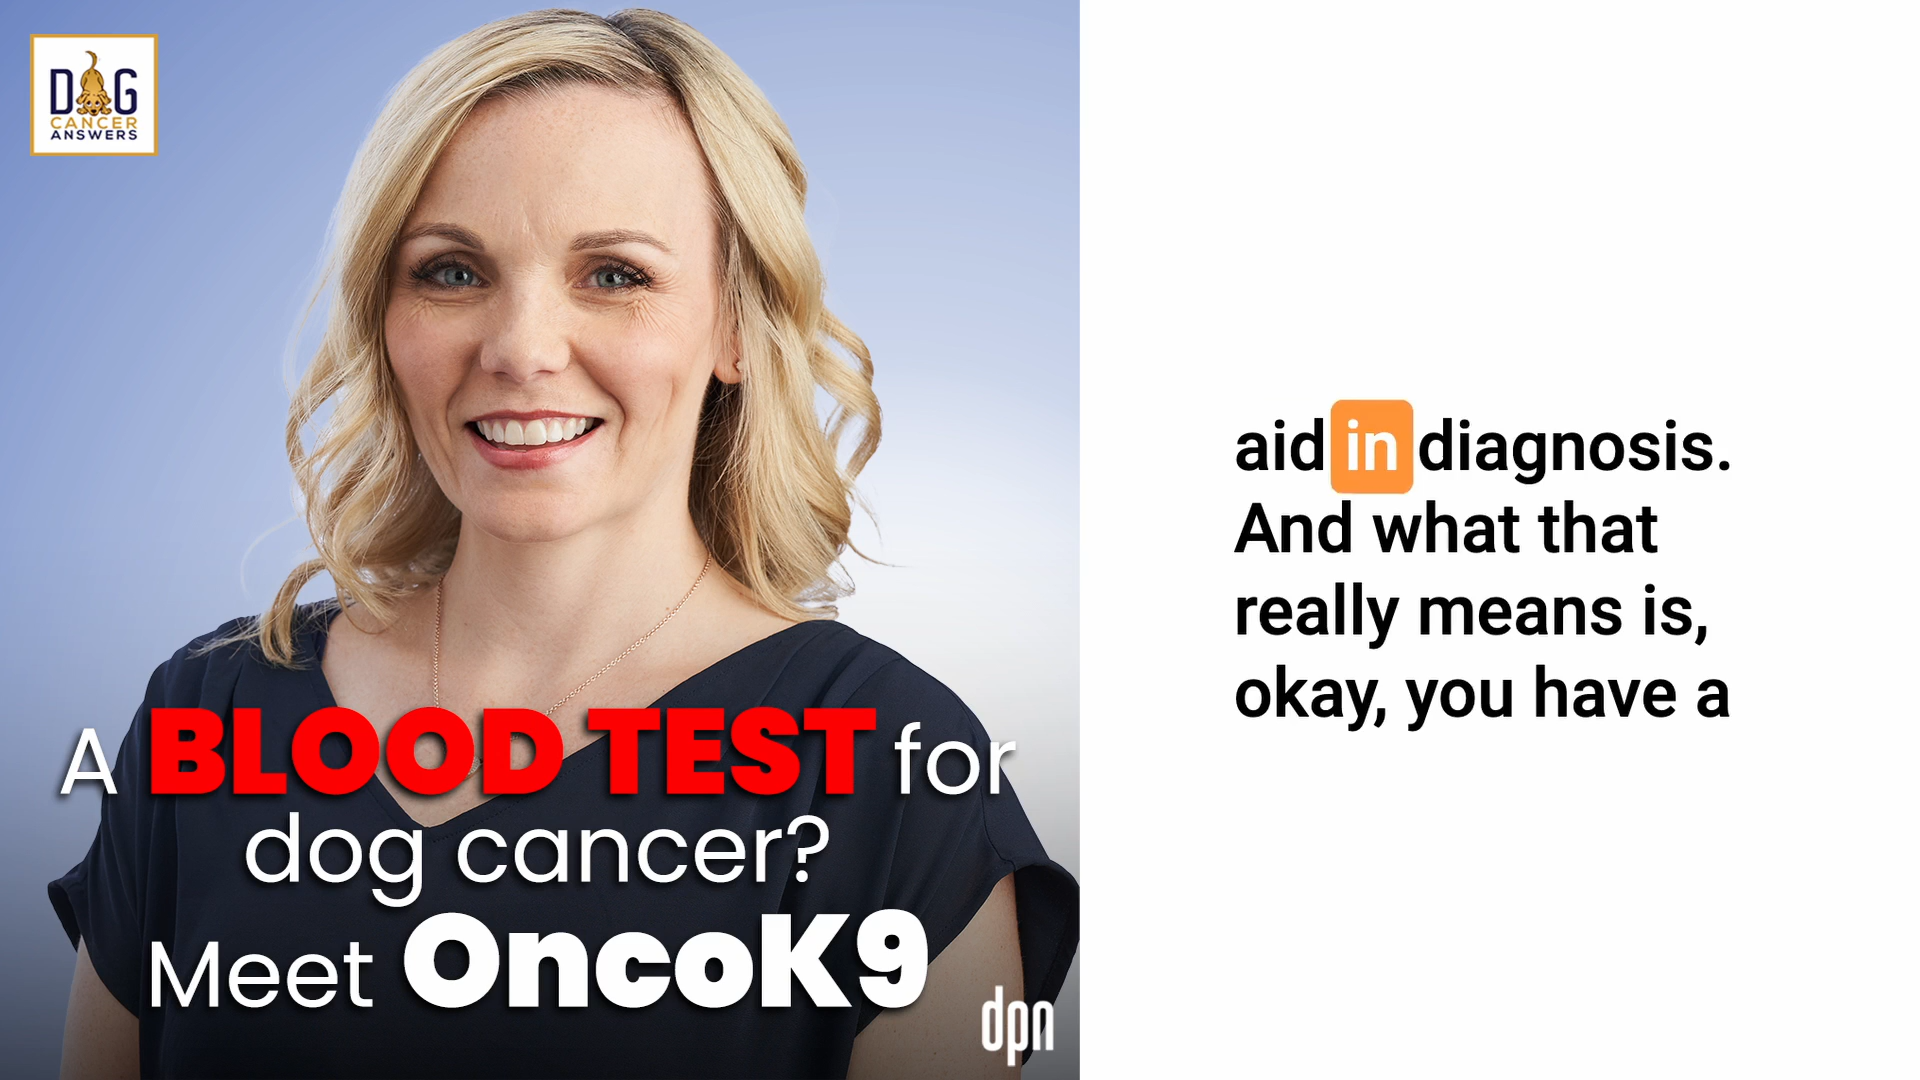 DOG
CANCER
ANSWERS
A BLOOD TEST for
dog cancer?
Meet OncoK9
dpn
aid in diagnosis.
And what that
really means is,
okay, you have a